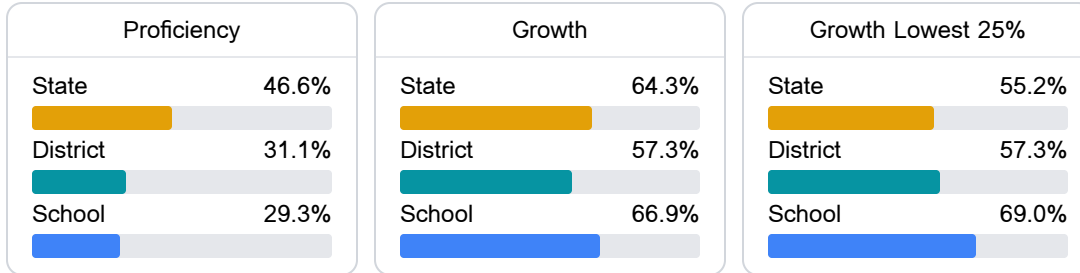 Proficiency
State 46.6%
District 31.1%
School 29.3%
Growth
State 64.3%
District 57.3%
School 66.9%
Growth Lowest 25%
State 55.2%
District 57.3%
School 69.0%